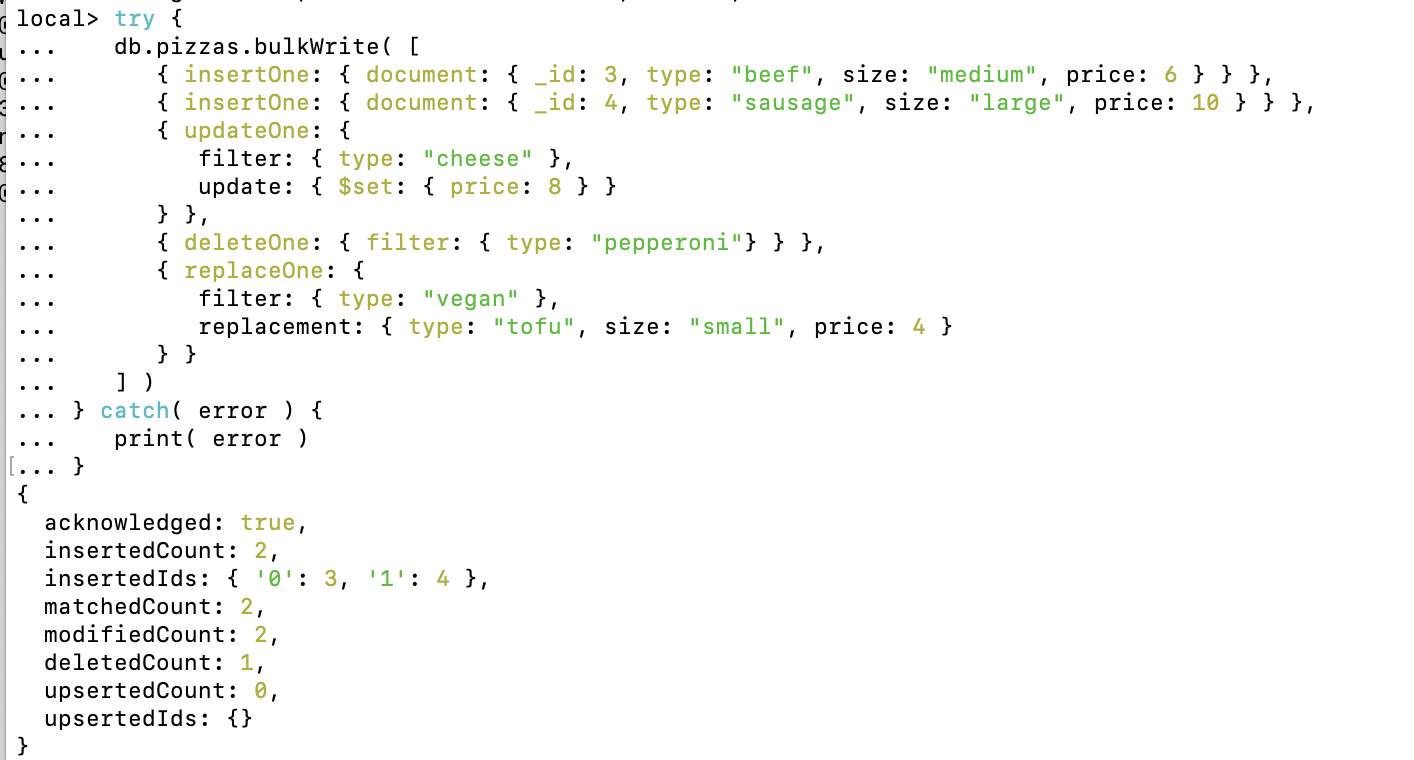 local> try {
...    db.pizzas.bulkWrite( [
...       { insertOne: { document: { _id: 3, type: "beef", size: "medium", price: 6 } } },
...       { insertOne: { document: { _id: 4, type: "sausage", size: "large", price: 10 } } },
...       { updateOne: {
...          filter: { type: "cheese" },
...          update: { $set: { price: 8 } }
...       } },
...       { deleteOne: { filter: { type: "pepperoni"} } },
...       { replaceOne: {
...          filter: { type: "vegan" },
...          replacement: { type: "tofu", size: "small", price: 4 }
...       } }
...    ] )
... } catch( error ) {
...    print( error )
[... }
{
  acknowledged: true,
  insertedCount: 2,
  insertedIds: { '0': 3, '1': 4 },
  matchedCount: 2,
  modifiedCount: 2,
  deletedCount: 1,
  upsertedCount: 0,
  upsertedIds: {}
}